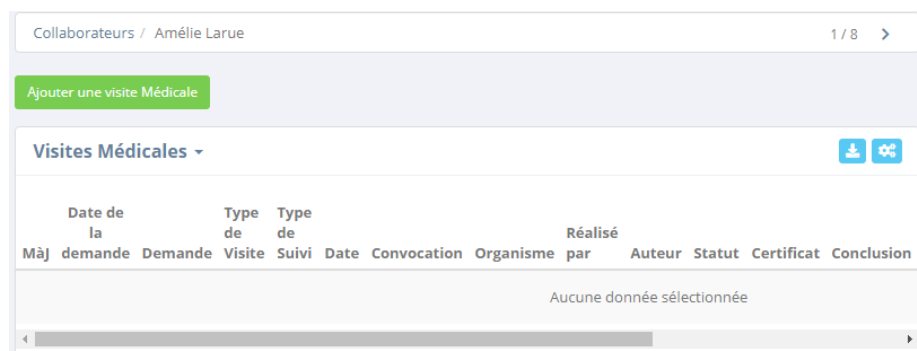 Collaborateurs / Amélie Larue
1 / 8
Ajouter une visite Médicale
Visites Médicales
MàJ Date de la demande Demande Type de Visite Type de Suivi Date Convocation Organisme Réalisé par Auteur Statut Certificat Conclusion
Aucune donnée sélectionnée